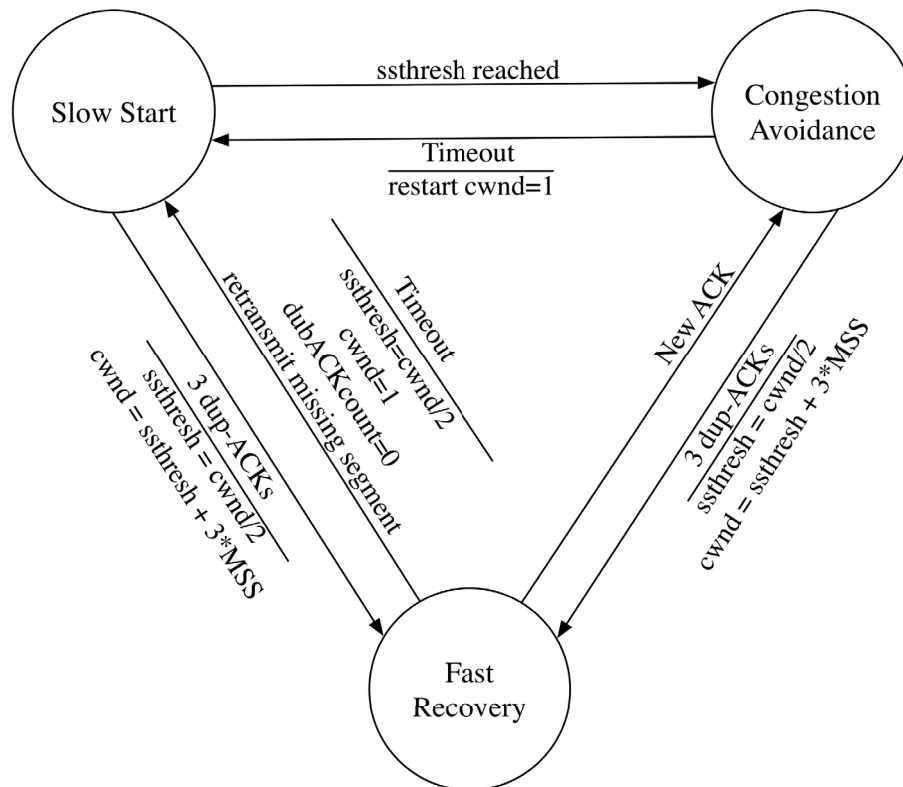 Slow Start
ssthresh reached
Congestion
Avoidance
Timeout
restart cwnd=1
Timeout
ssthresh=cwnd/2
cwnd=1
dubACKcount=0
retransmit missing segment
3 dup-ACKs
ssthresh = cwnd/2
cwnd = ssthresh + 3*MSS
New ACK
3 dup-ACKs
ssthresh = cwnd/2
cwnd = ssthresh + 3*MSS
Fast
Recovery